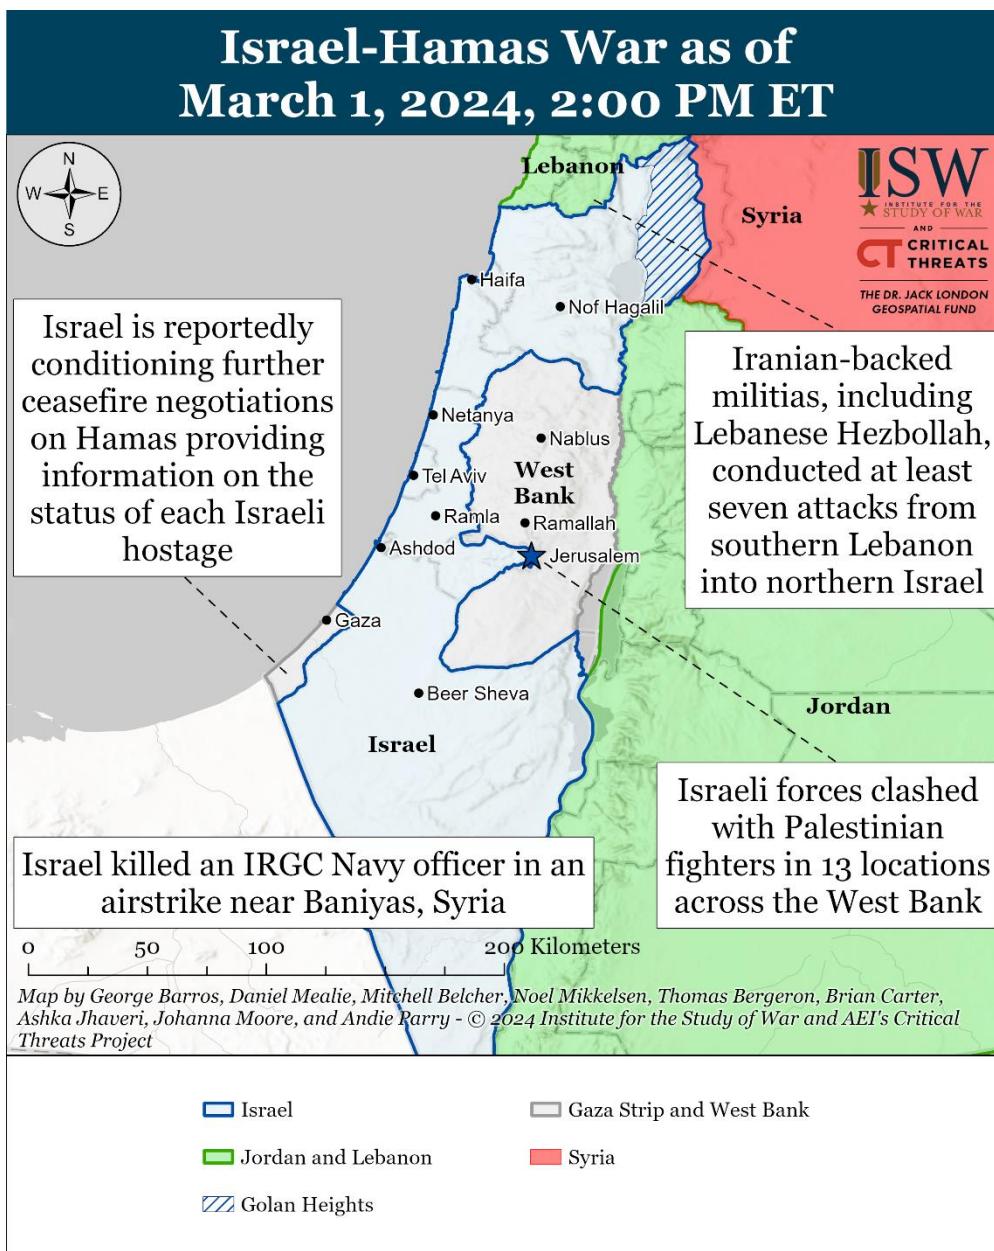 Israel-Hamas War as of
March 1, 2024, 2:00 PM ET
N
W
E
S
Lebanon
Syria
ISW
INSTITUTE FOR THE
STUDY OF WAR
AND
CT CRITICAL
THREATS
THE DR. JACK LONDON
GEOSPATIAL FUND
Haifa
Nof Hagalil
Israel is reportedly
conditioning further
ceasefire negotiations
on Hamas providing
information on the
status of each Israeli
hostage
Iranian-backed
militias, including
Lebanese Hezbollah,
conducted at least
seven attacks from
southern Lebanon
into northern Israel
Netanya
Nablus
West
Bank
Tel Aviv
Ramla
Ramallah
Ashdod
Jerusalem
Gaza
Beer Sheva
Israel
Jordan
Israeli forces clashed
with Palestinian
fighters in 13 locations
across the West Bank
Israel killed an IRGC Navy officer in an
airstrike near Baniyas, Syria
0 50 100 200 Kilometers
Map by George Barros, Daniel Mealie, Mitchell Belcher, Noel Mikkelsen, Thomas Bergeron, Brian Carter,
Ashka Jhaveri, Johanna Moore, and Andie Parry - © 2024 Institute for the Study of War and AEI's Critical
Threats Project
Israel
Gaza Strip and West Bank
Jordan and Lebanon
Syria
Golan Heights